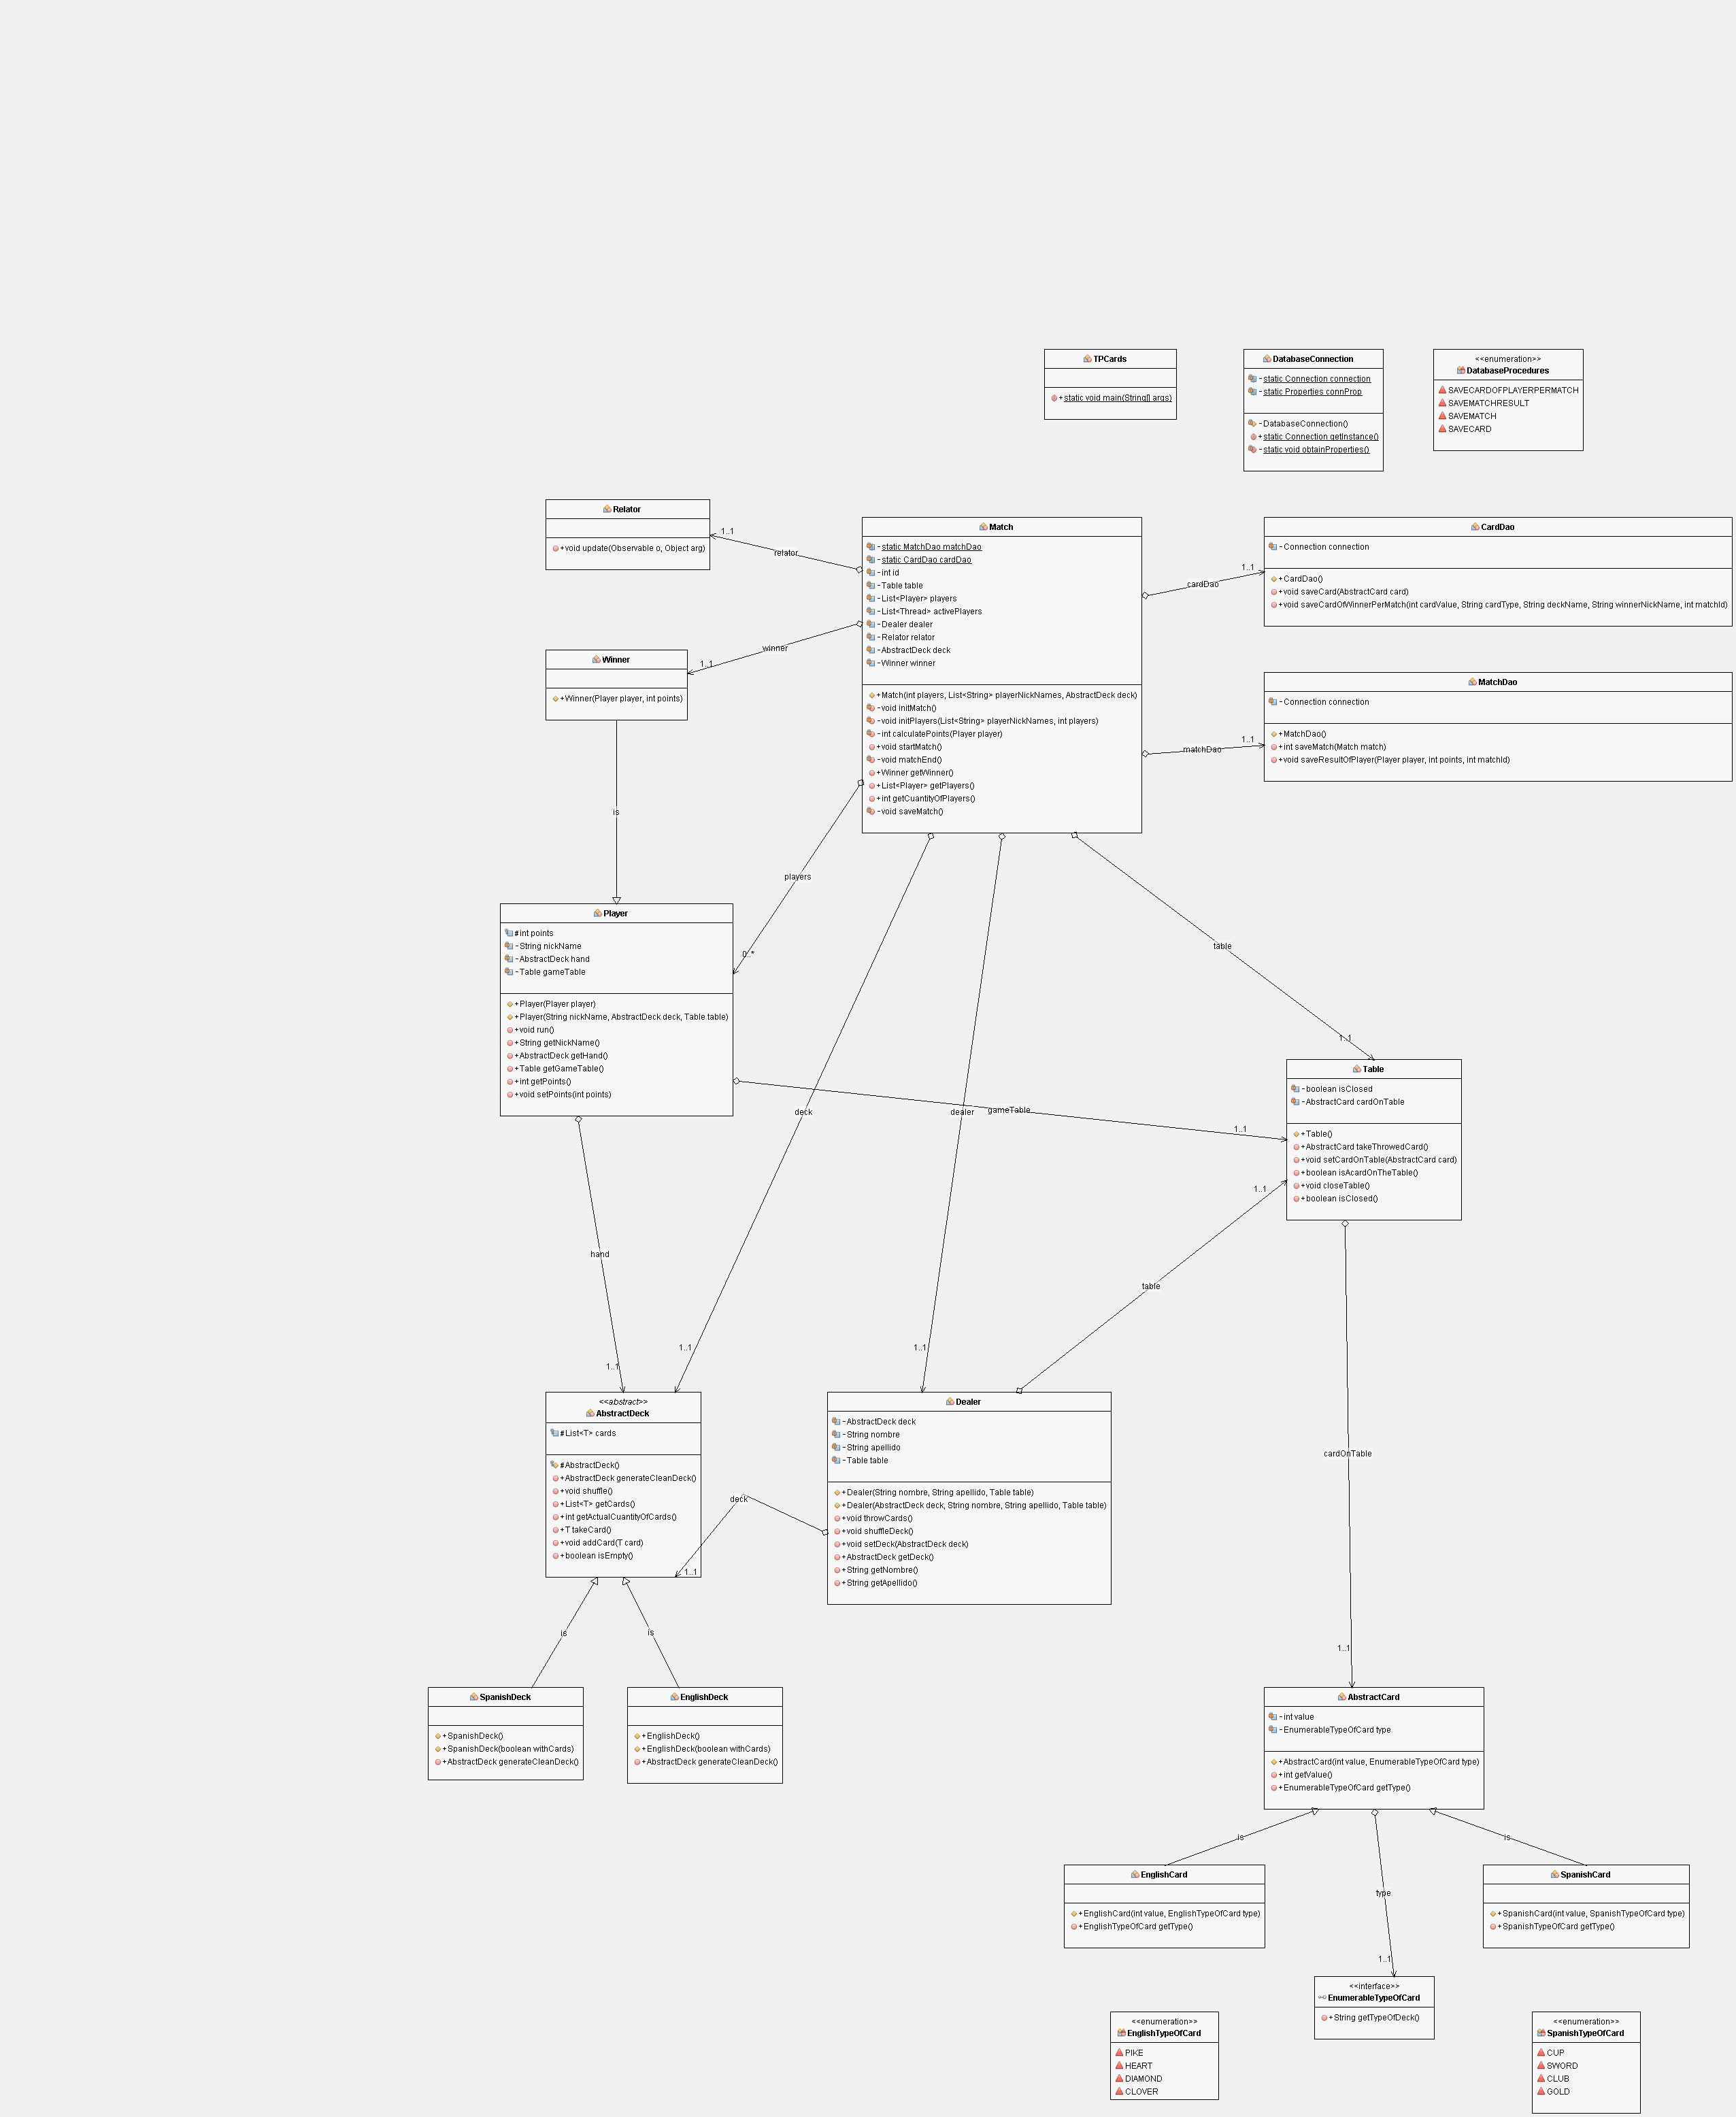 TPCards
+static void main(String[] args)
DatabaseConnection
-static Connection connection
-static Properties connProp
-DatabaseConnection()
+static Connection getInstance()
-static void obtainProperties()
<<enumeration>>
DatabaseProcedures
SAVECARDOFPLAYERPERMATCH
SAVEMATCHRESULT
SAVEMATCH
SAVECARD
Relator
+void update(Observable o, Object arg)
1..1
relator
Match
-static MatchDao matchDao
-static CardDao cardDao
-int id
-Table table
-List<Player> players
-List<Thread> activePlayers
-Dealer dealer
-Relator relator
-AbstractDeck deck
-Winner winner
+Match(int players, List<String> playerNickNames, AbstractDeck deck)
-void initMatch()
-void initPlayers(List<String> playerNickNames, int players)
-int calculatePoints(Player player)
+void startMatch()
-void matchEnd()
+Winner getWinner()
+List<Player> getPlayers()
+int getCuantityOfPlayers()
-void saveMatch()
1..1
cardDao
CardDao
-Connection connection
+CardDao()
+void saveCard(AbstractCard card)
+void saveCardOfWinnerPerMatch(int cardValue, String cardType, String deckName, String winnerNickName, int matchId)
winner
1..1
Winner
+Winner(Player player, int points)
1..1
matchDao
MatchDao
-Connection connection
+MatchDao()
+int saveMatch(Match match)
+void saveResultOfPlayer(Player player, int points, int matchId)
is
players
0..*
Player
#int points
-String nickName
-AbstractDeck hand
-Table gameTable
+Player(Player player)
+Player(String nickName, AbstractDeck deck, Table table)
+void run()
+String getNickName()
+AbstractDeck getHand()
+Table getGameTable()
+int getPoints()
+void setPoints(int points)
table
1..1
Table
-boolean isClosed
-AbstractCard cardOnTable
+Table()
+AbstractCard takeThrowedCard()
+void setCardOnTable(AbstractCard card)
+boolean isAcardOnTheTable()
+void closeTable()
+boolean isClosed()
deck
dealer
gameTable
1..1
1..1
hand
table
1..1
1..1
1..1
cardOnTable
1..1
<<abstract>>
AbstractDeck
#List<T> cards
#AbstractDeck()
+AbstractDeck generateCleanDeck()
+void shuffle()
+List<T> getCards()
+int getActualCuantityOfCards()
+T takeCard()
+void addCard(T card)
+boolean isEmpty()
deck
1..1
Dealer
-AbstractDeck deck
-String nombre
-String apellido
-Table table
+Dealer(String nombre, String apellido, Table table)
+Dealer(AbstractDeck deck, String nombre, String apellido, Table table)
+void throwCards()
+void shuffleDeck()
+void setDeck(AbstractDeck deck)
+AbstractDeck getDeck()
+String getNombre()
+String getApellido()
is
is
SpanishDeck
+SpanishDeck()
+SpanishDeck(boolean withCards)
+AbstractDeck generateCleanDeck()
EnglishDeck
+EnglishDeck()
+EnglishDeck(boolean withCards)
+AbstractDeck generateCleanDeck()
AbstractCard
-int value
-EnumerableTypeOfCard type
+AbstractCard(int value, EnumerableTypeOfCard type)
+int getValue()
+EnumerableTypeOfCard getType()
is
is
EnglishCard
+EnglishCard(int value, EnglishTypeOfCard type)
+EnglishTypeOfCard getType()
type
1..1
SpanishCard
+SpanishCard(int value, SpanishTypeOfCard type)
+SpanishTypeOfCard getType()
<<interface>>
EnumerableTypeOfCard
+String getTypeOfDeck()
<<enumeration>>
EnglishTypeOfCard
PIKE
HEART
DIAMOND
CLOVER
<<enumeration>>
SpanishTypeOfCard
CUP
SWORD
CLUB
GOLD